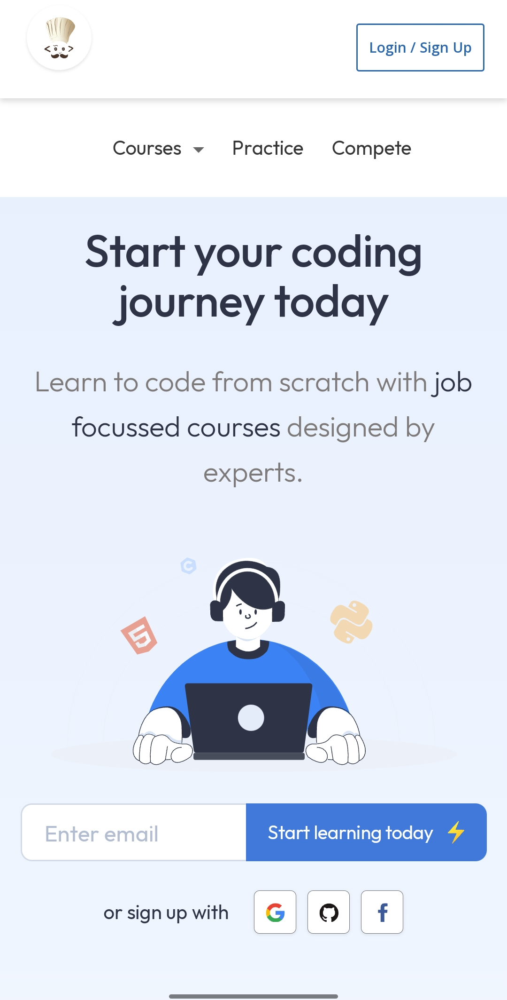 Login / Sign Up
Courses Practice Compete
Start your coding
journey today
Learn to code from scratch with job
focussed courses designed by
experts.
Enter email
Start learning today ⚡
or sign up with